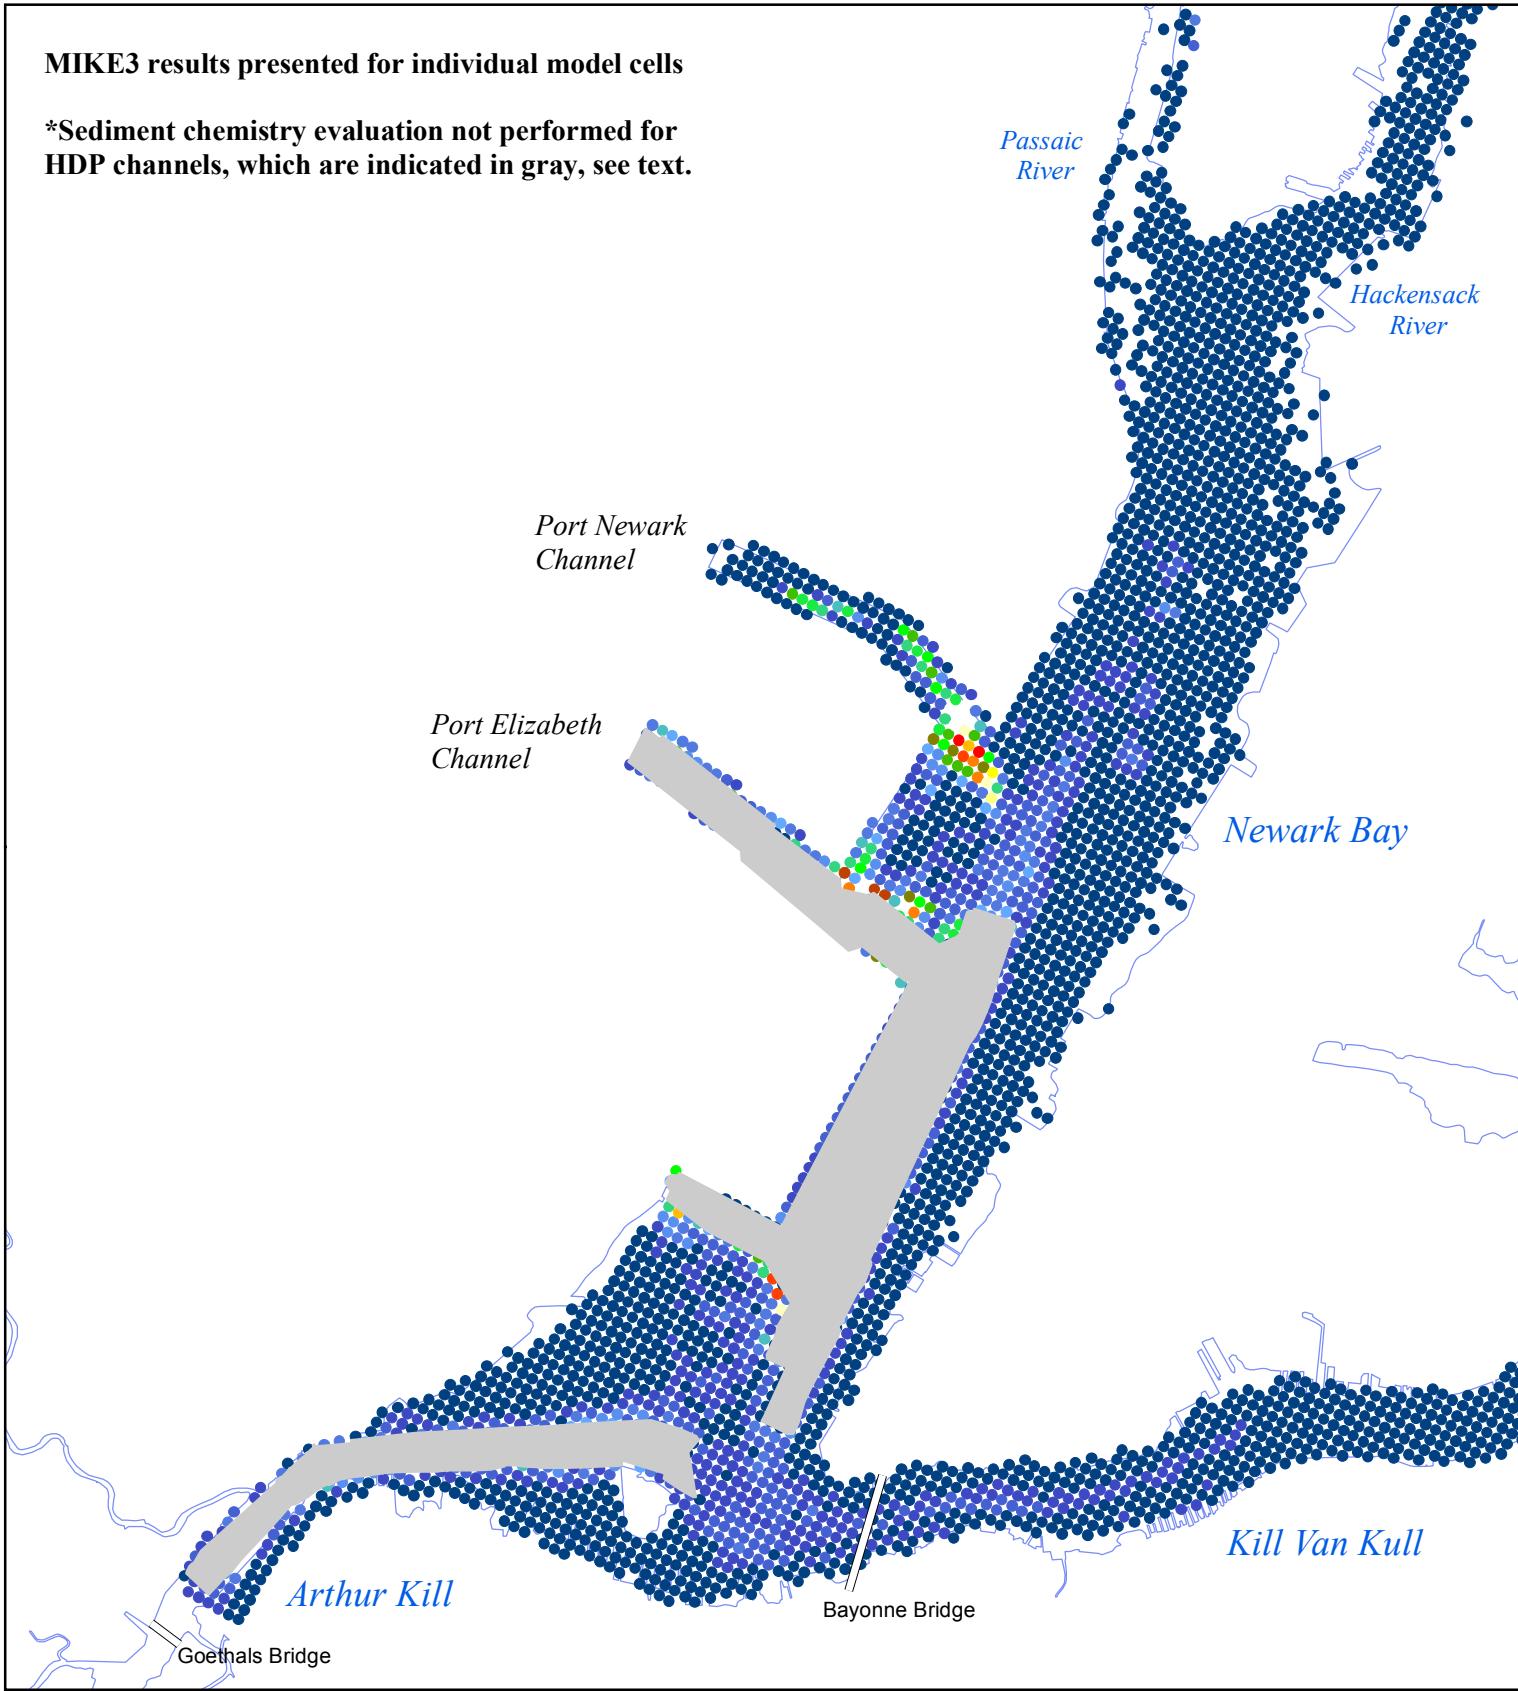 MIKE3 results presented for individual model cells
*Sediment chemistry evaluation not performed for
HDP channels, which are indicated in gray, see text.
Passaic
River
Hackensack
River
Port Newark
Channel
Port Elizabeth
Channel
Newark Bay
Kill Van Kull
Arthur Kill
Bayonne Bridge
Goethals Bridge